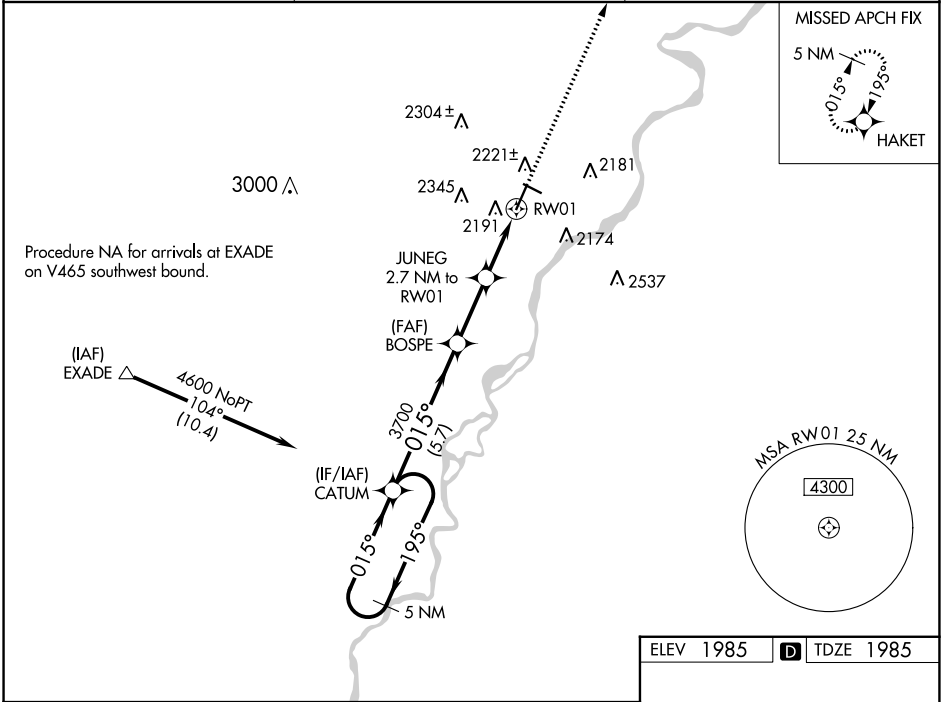 MISSED APCH FIX
5 NM
015°
195°
HAKET
2304±
2221±
2181
3000
2345
2191
RW01
2174
Procedure NA for arrivals at EXADE
on V465 southwest bound.
JUNEG
2.7 NM to
RW01
2537
(FAF)
BOSPE
(IAF)
EXADE
4600 NoPT
104°
(10.4)
3700
015°
(5.7)
(IF/IAF)
CATUM
015°
195°
5 NM
MSA RW01 25 NM
4300
ELEV 1985 D TDZE 1985